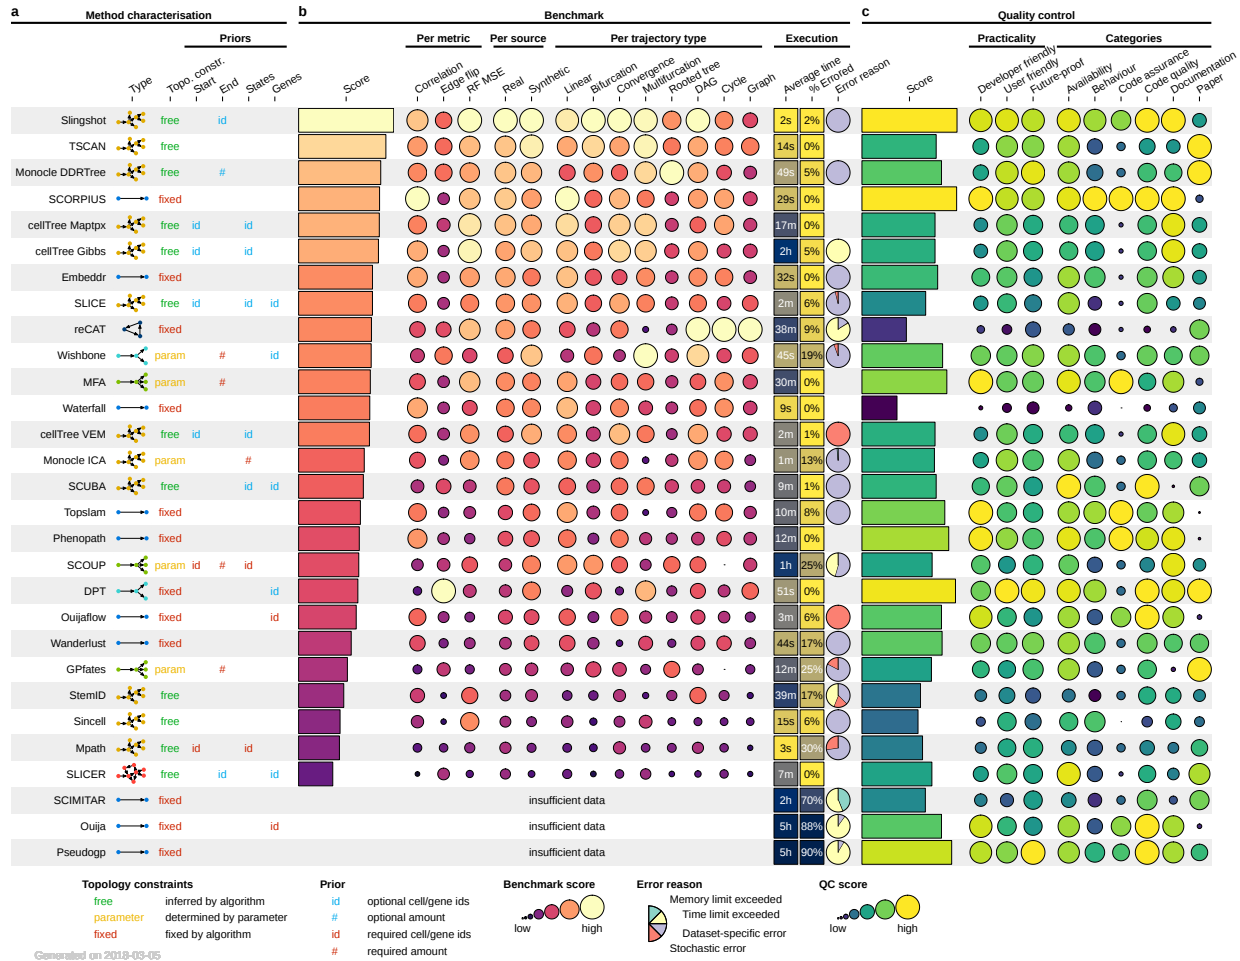 a Method characterisation b Benchmark c Quality control
Priors Per metric Per source Per trajectory type Execution Practicality Categories
Type Topo. constr. Start End States Genes Score Correlation Edge flip RF MSE Real Synthetic Linear Bifurcation Convergence Multifurcation Rooted tree DAG Cycle Graph Average time % Errored Error reason Score Developer friendly User friendly Future-proof Availability Behaviour Code assurance Code quality Documentation Paper
Slingshot free id 2s 2%
TSCAN free 14s 0%
Monocle DDRTree free # 49s 5%
SCORPIUS fixed 29s 0%
cellTree Maptpx free id id 17m 0%
cellTree Gibbs free id id 2h 5%
Embeddr fixed 32s 0%
SLICE free id id id 2m 6%
reCAT fixed 38m 9%
Wishbone param # id 45s 19%
MFA param # 30m 0%
Waterfall fixed 9s 0%
cellTree VEM free id id 2m 1%
Monocle ICA param # 1m 13%
SCUBA free id id 9m 1%
Topslam fixed 10m 8%
Phenopath fixed 12m 0%
SCOUP param id # id 1h 25%
DPT fixed id 51s 0%
Ouijaflow fixed id 3m 6%
Wanderlust fixed 44s 17%
GPfates param # 12m 25%
StemID free 39m 17%
Sincell free 15s 6%
Mpath free id id 3s 30%
SLICER free id id 7m 0%
SCIMITAR fixed insufficient data 2h 70%
Ouija fixed id insufficient data 5h 88%
Pseudogp fixed insufficient data 5h 90%
Topology constraints Prior Benchmark score Error reason QC score
free inferred by algorithm id optional cell/gene ids low high Memory limit exceeded low high
parameter determined by parameter # optional amount Time limit exceeded
fixed fixed by algorithm id required cell/gene ids Dataset-specific error
# required amount Stochastic error
Generated on 2018-03-05